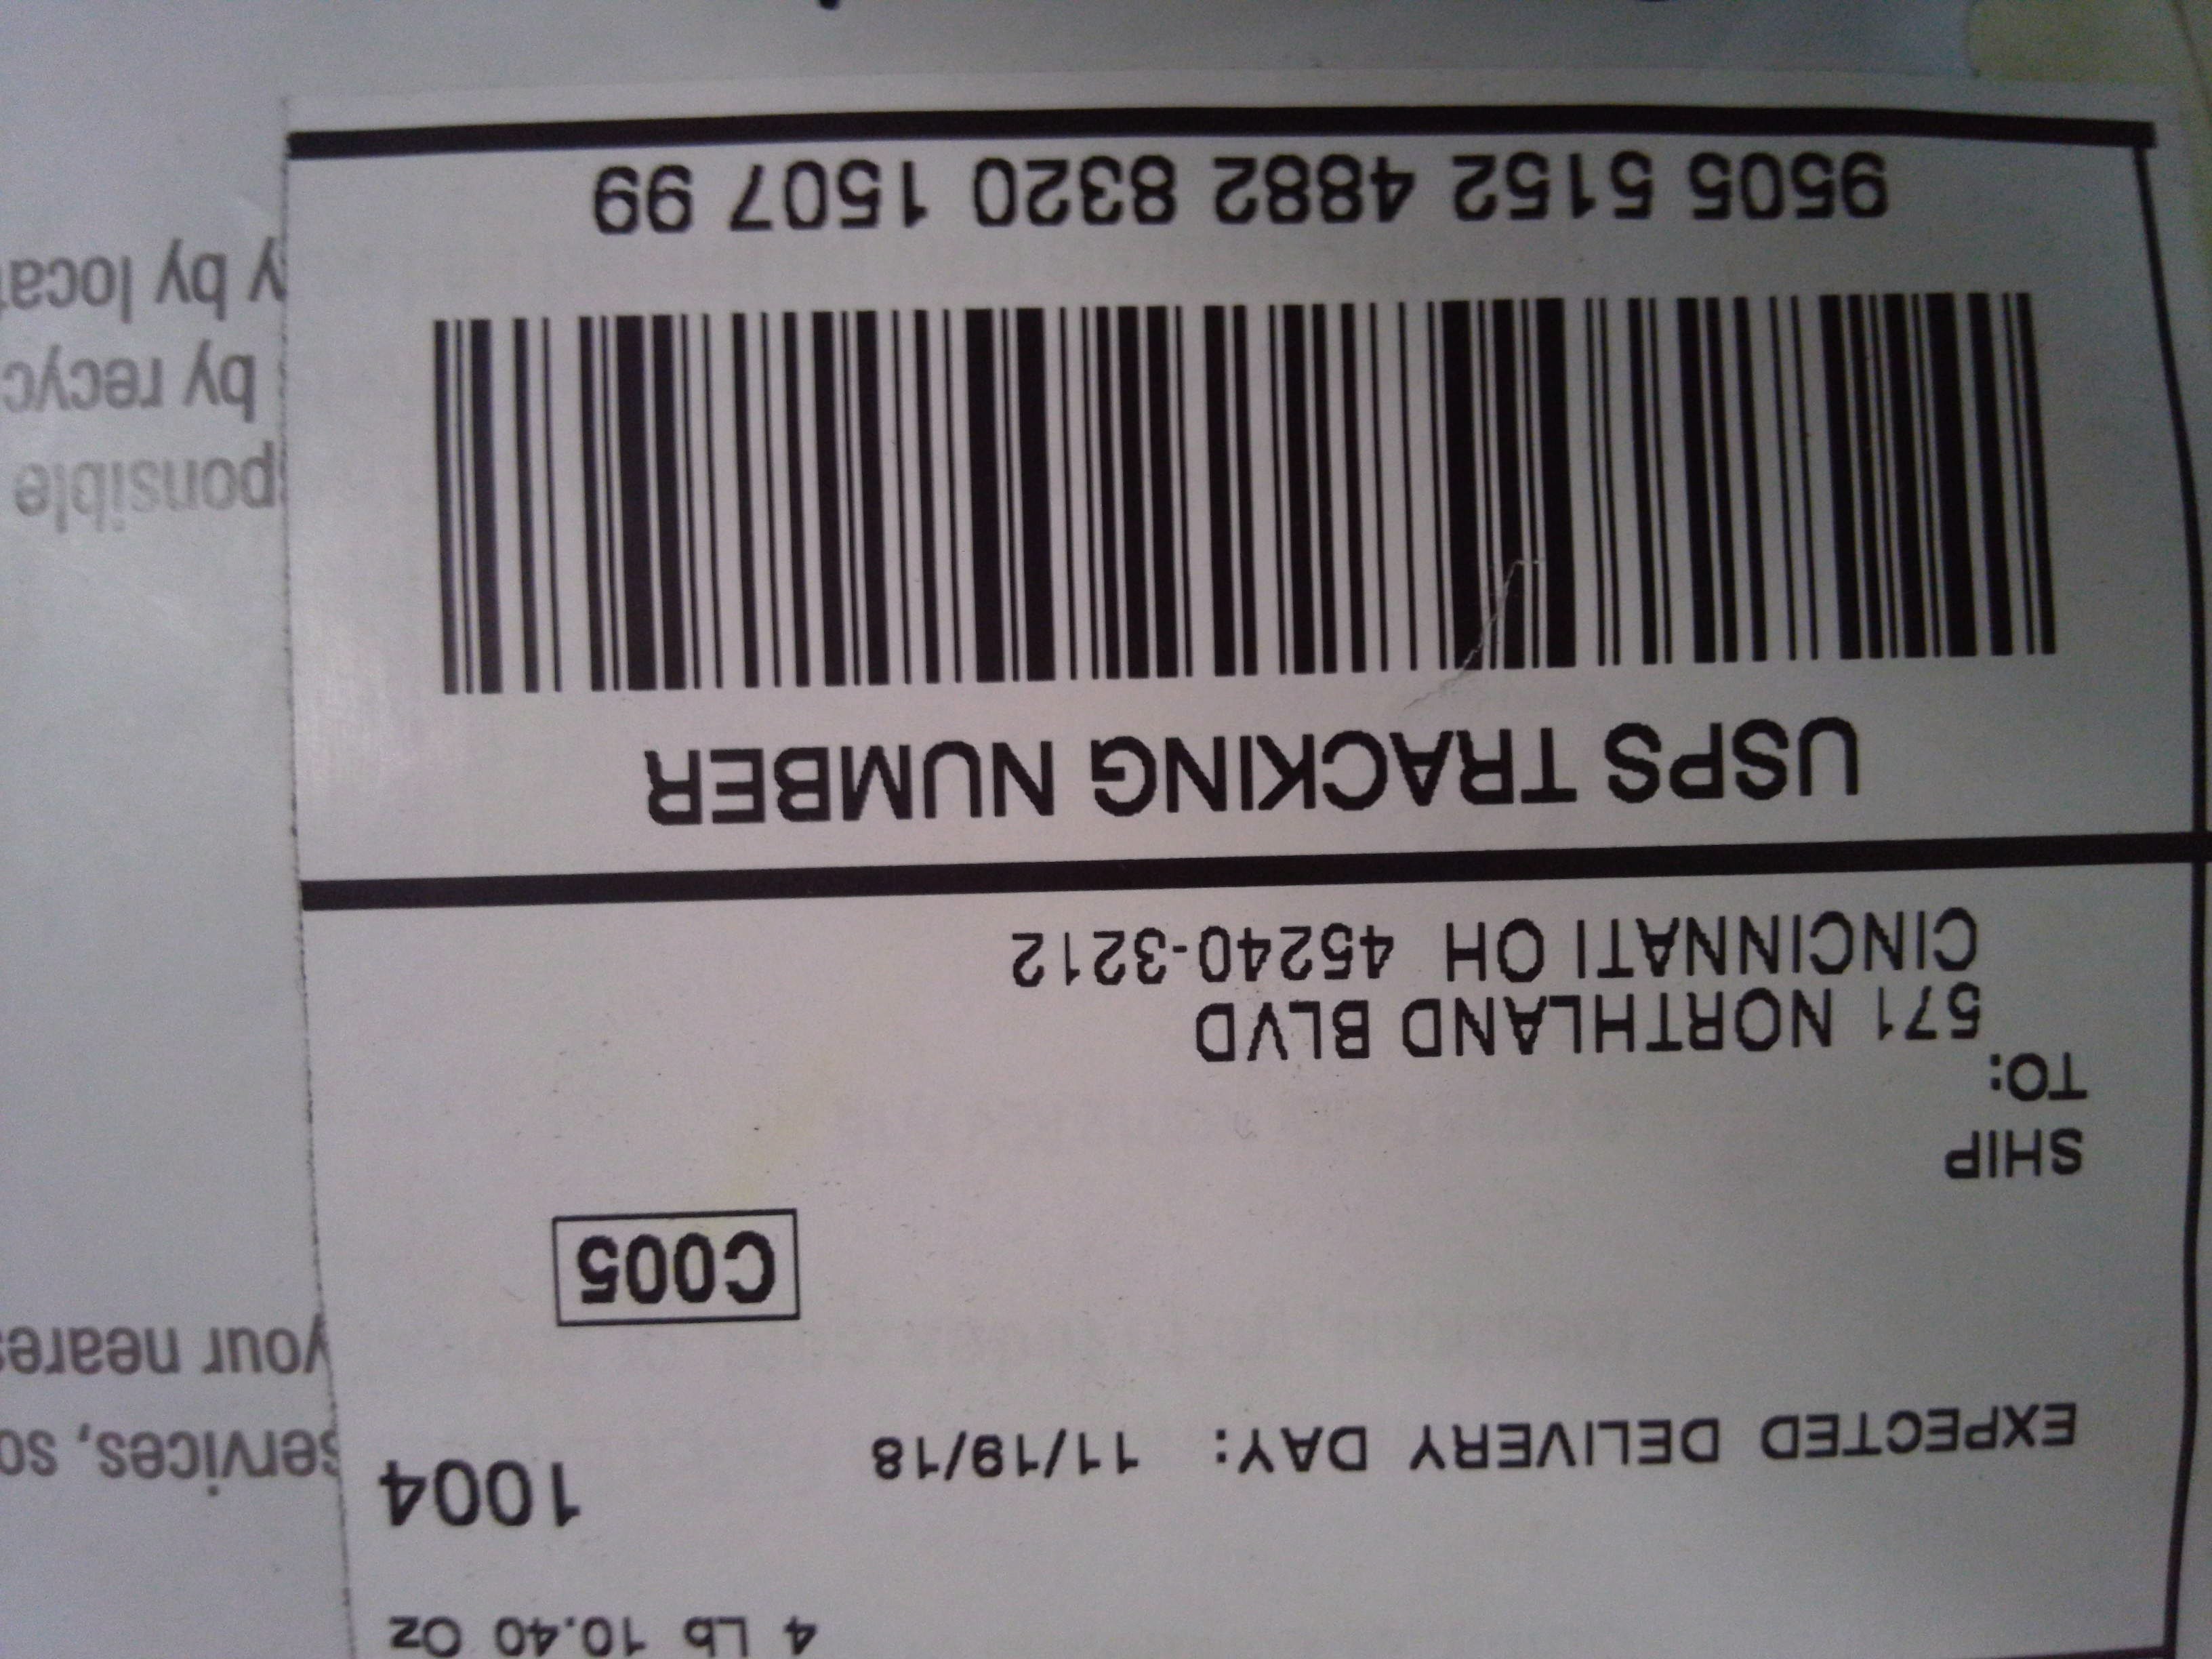 4 Lb 10.40 Oz
1004
EXPECTED DELIVERY DAY: 11/19/18
C005
SHIP
TO:
571 NORTHLAND BLVD
CINCINNATI OH 45240-3212
USPS TRACKING NUMBER
9505 5152 4882 8320 1507 99
services, so
your neares
ponsible
by recyc
y by locat